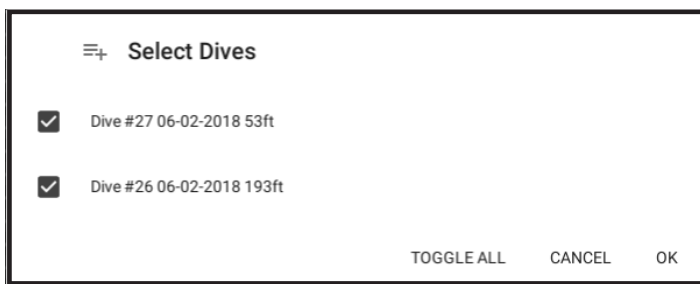 Select Dives
Dive #27 06-02-2018 53ft
Dive #26 06-02-2018 193ft
TOGGLE ALL CANCEL OK